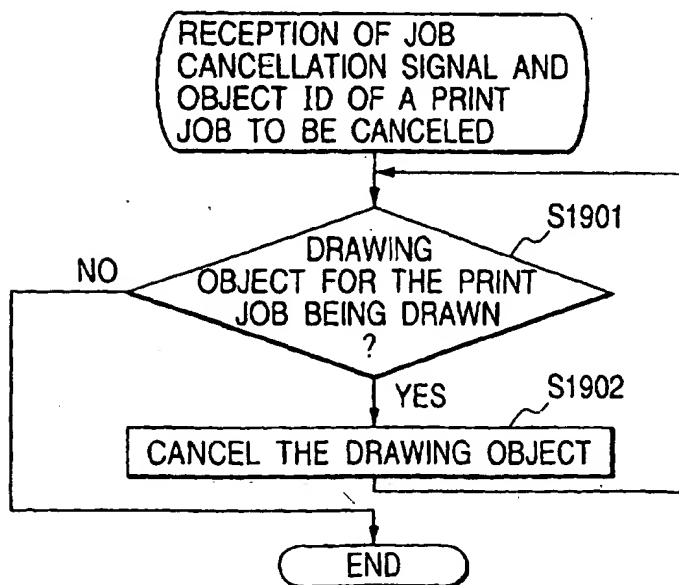 RECEPTION OF JOB
CANCELLATION SIGNAL AND
OBJECT ID OF A PRINT
JOB TO BE CANCELED
S1901
DRAWING
OBJECT FOR THE PRINT
JOB BEING DRAWN
?
NO
YES
S1902
CANCEL THE DRAWING OBJECT
END